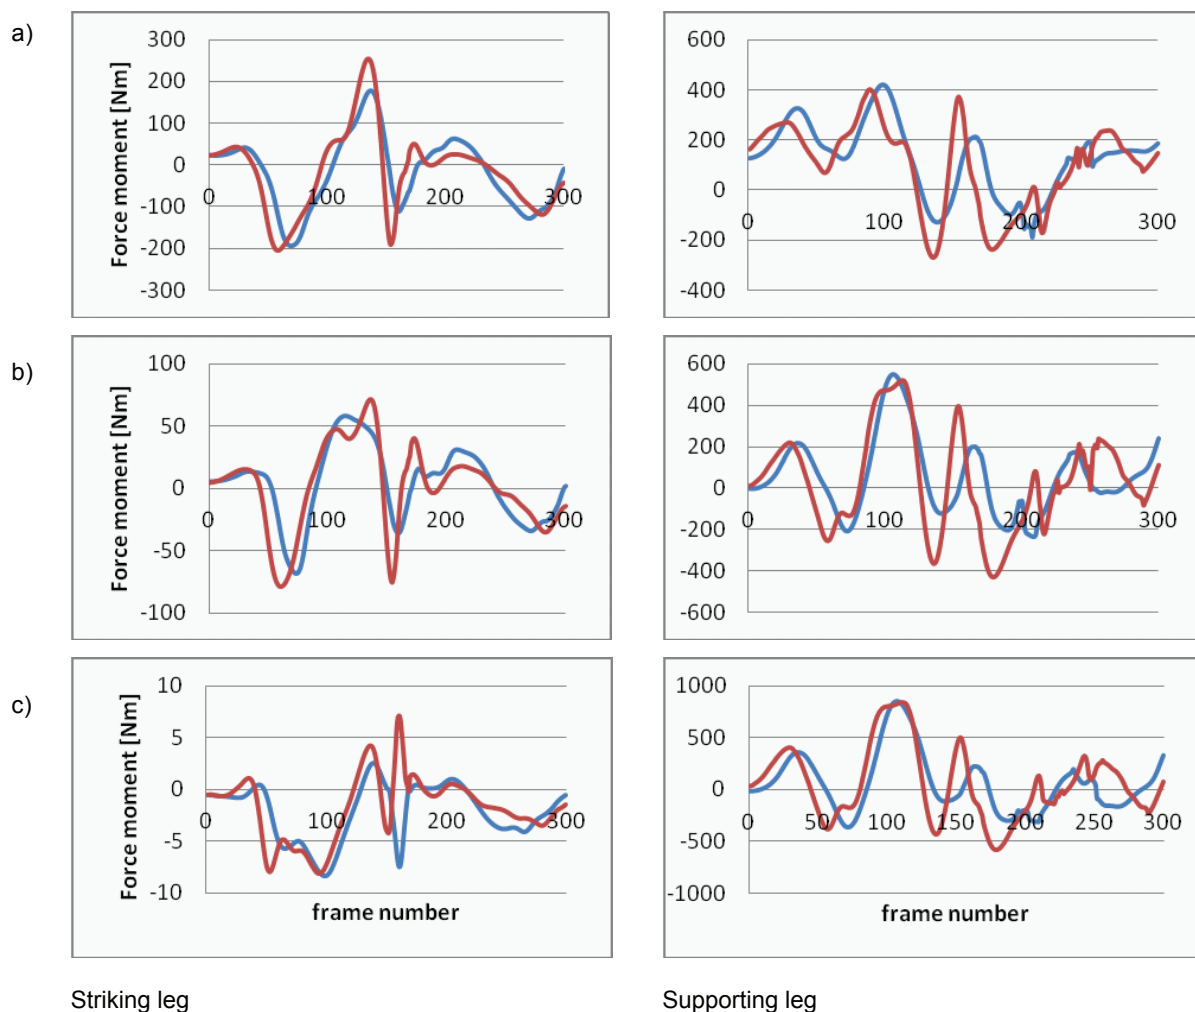 a)
Force moment [Nm]
300
200
100
0
-100
-200
-300
0 100 200 300
600
400
200
0
-200
-400
0 100 200 300
b)
Force moment [Nm]
100
50
0
-50
-100
0 100 200 300
600
400
200
0
-200
-400
-600
0 100 200 300
c)
Force moment [Nm]
10
5
0
-5
-10
0 100 200 300
frame number
1000
500
0
-500
-1000
0 50 100 150 200 250 300
frame number
Striking leg
Supporting leg